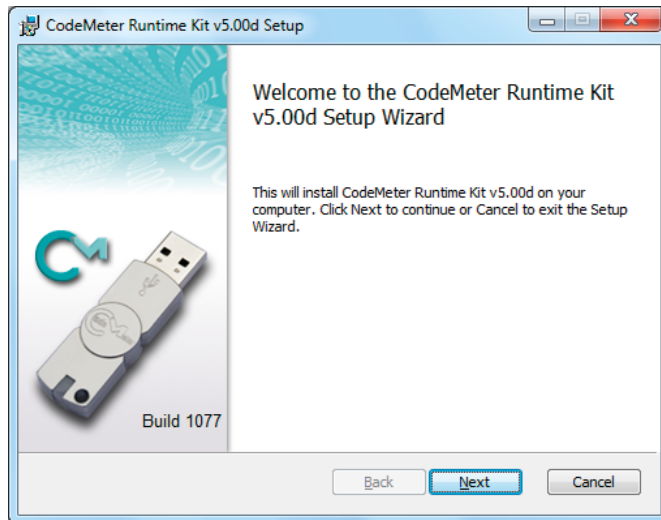 CodeMeter Runtime Kit v5.00d Setup
Welcome to the CodeMeter Runtime Kit
v5.00d Setup Wizard
This will install CodeMeter Runtime Kit v5.00d on your
computer. Click Next to continue or Cancel to exit the Setup
Wizard.
Build 1077
Back
Next
Cancel